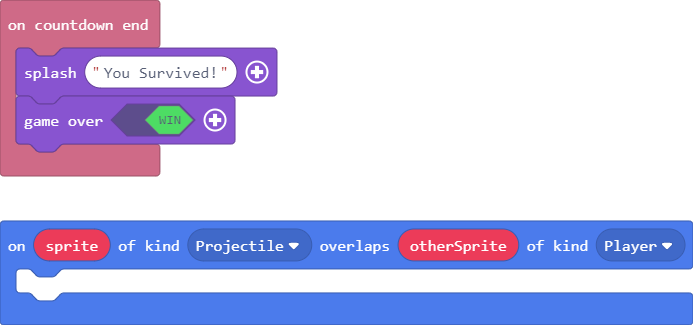 on countdown end
splash "You Survived!"
game over WIN
on sprite of kind Projectile overlaps otherSprite of kind Player